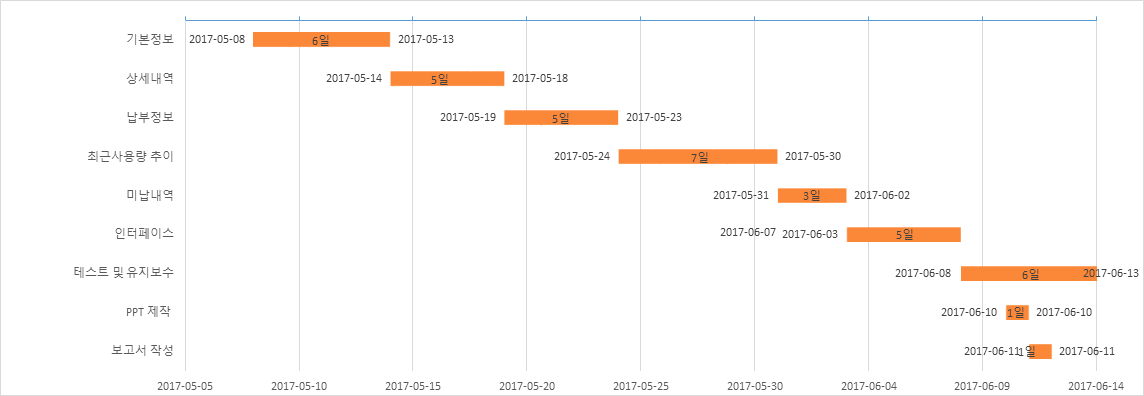 기본정보 2017-05-08 6일 2017-05-13
상세내역 2017-05-14 5일 2017-05-18
납부정보 2017-05-19 5일 2017-05-23
최근사용량 추이 2017-05-24 7일 2017-05-30
미납내역 2017-05-31 3일 2017-06-02
인터페이스 2017-06-07 2017-06-03 5일
테스트 및 유지보수 2017-06-08 6일 2017-06-13
PPT 제작 2017-06-10 1일 2017-06-10
보고서 작성 2017-06-11 1일 2017-06-11
2017-05-05 2017-05-10 2017-05-15 2017-05-20 2017-05-25 2017-05-30 2017-06-04 2017-06-09 2017-06-14